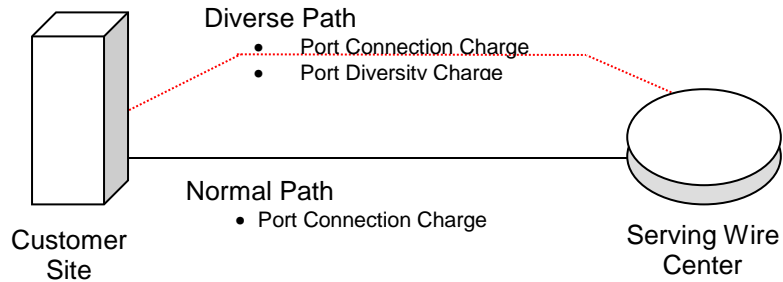 Diverse Path
• Port Connection Charge
• Port Diversity Charge
Normal Path
• Port Connection Charge
Customer
Site
Serving Wire
Center